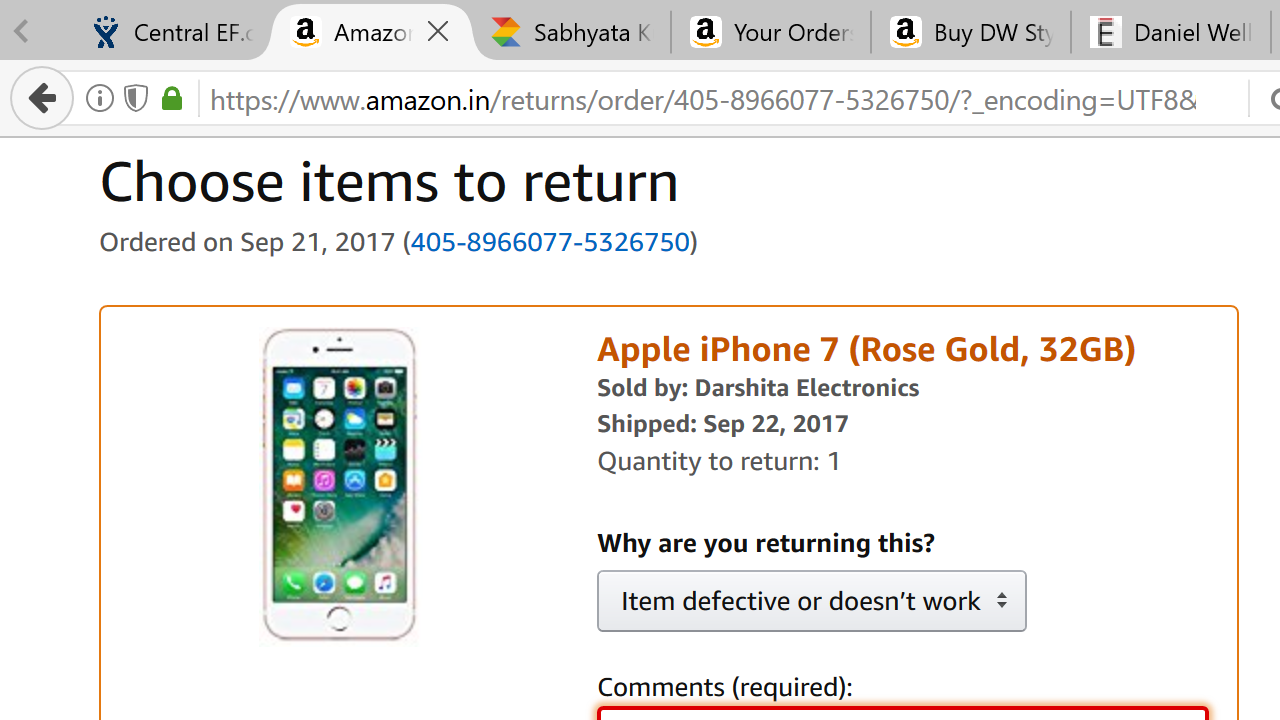 Central EF.c
Amazon
Sabhyata K
Your Orders
Buy DW Sty
Daniel Well
https://www.amazon.in/returns/order/405-8966077-5326750/?_encoding=UTF8&
Choose items to return
Ordered on Sep 21, 2017 (405-8966077-5326750)
Apple iPhone 7 (Rose Gold, 32GB)
Sold by: Darshita Electronics
Shipped: Sep 22, 2017
Quantity to return: 1
Why are you returning this?
Item defective or doesn’t work
Comments (required):